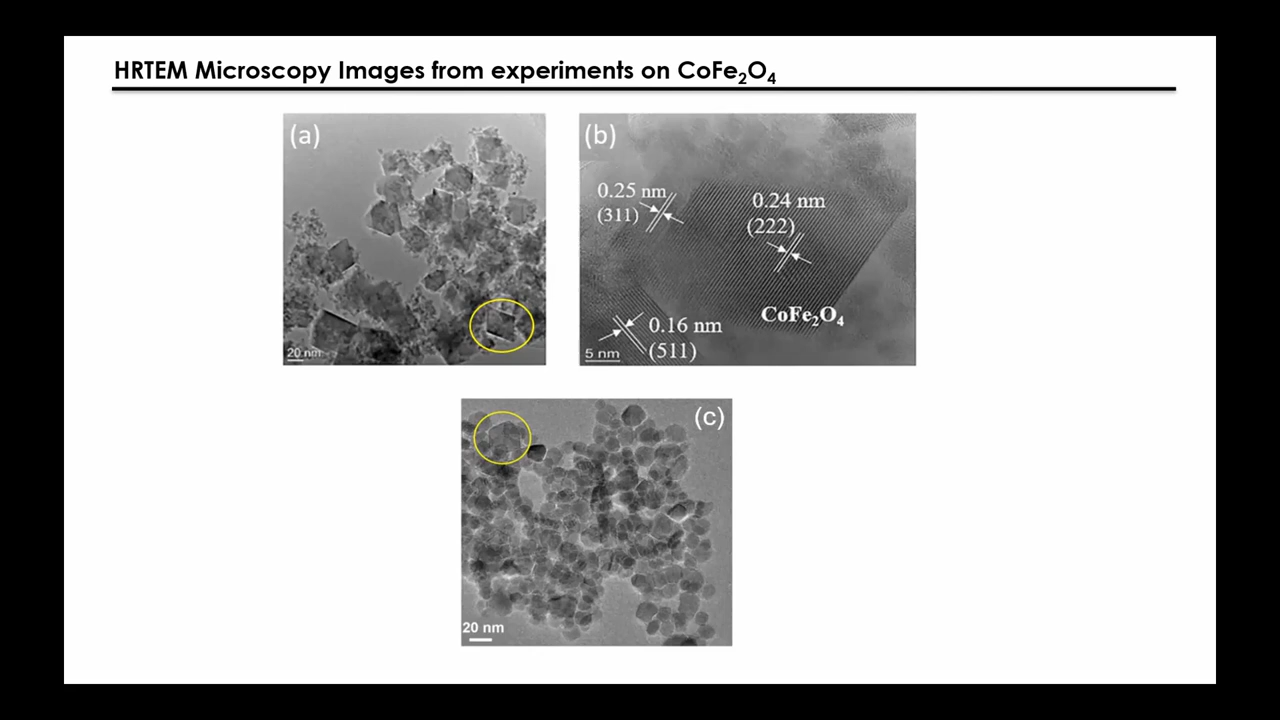 HRTEM Microscopy Images from experiments on CoFe₂O₄
(a)
20 nm
(b)
0.25 nm
(311)
0.24 nm
(222)
CoFe₂O₄
0.16 nm
(511)
5 nm
(c)
20 nm